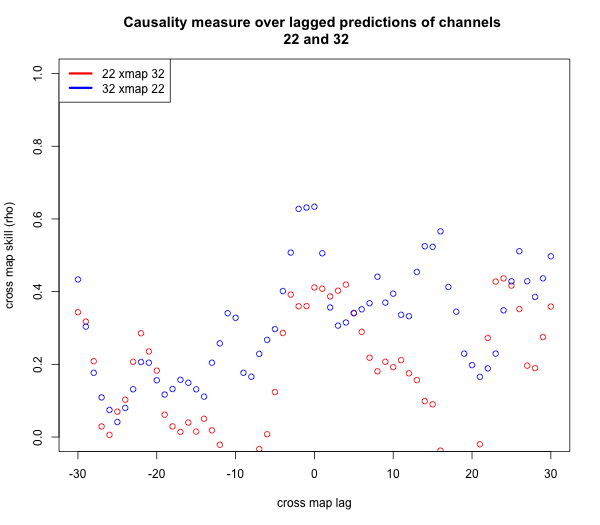 Causality measure over lagged predictions of channels
22 and 32
22 xmap 32
32 xmap 22
cross map skill (rho)
1.0
0.8
0.6
0.4
0.2
0.0
-30
-20
-10
0
10
20
30
cross map lag